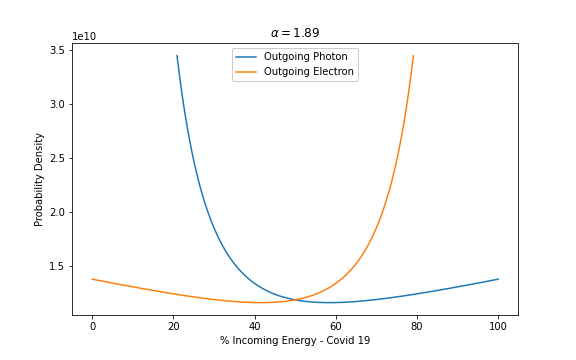 α = 1.89
1e10
3.5
3.0
2.5
2.0
1.5
Probability Density
Outgoing Photon
Outgoing Electron
0 20 40 60 80 100
% Incoming Energy - Covid 19